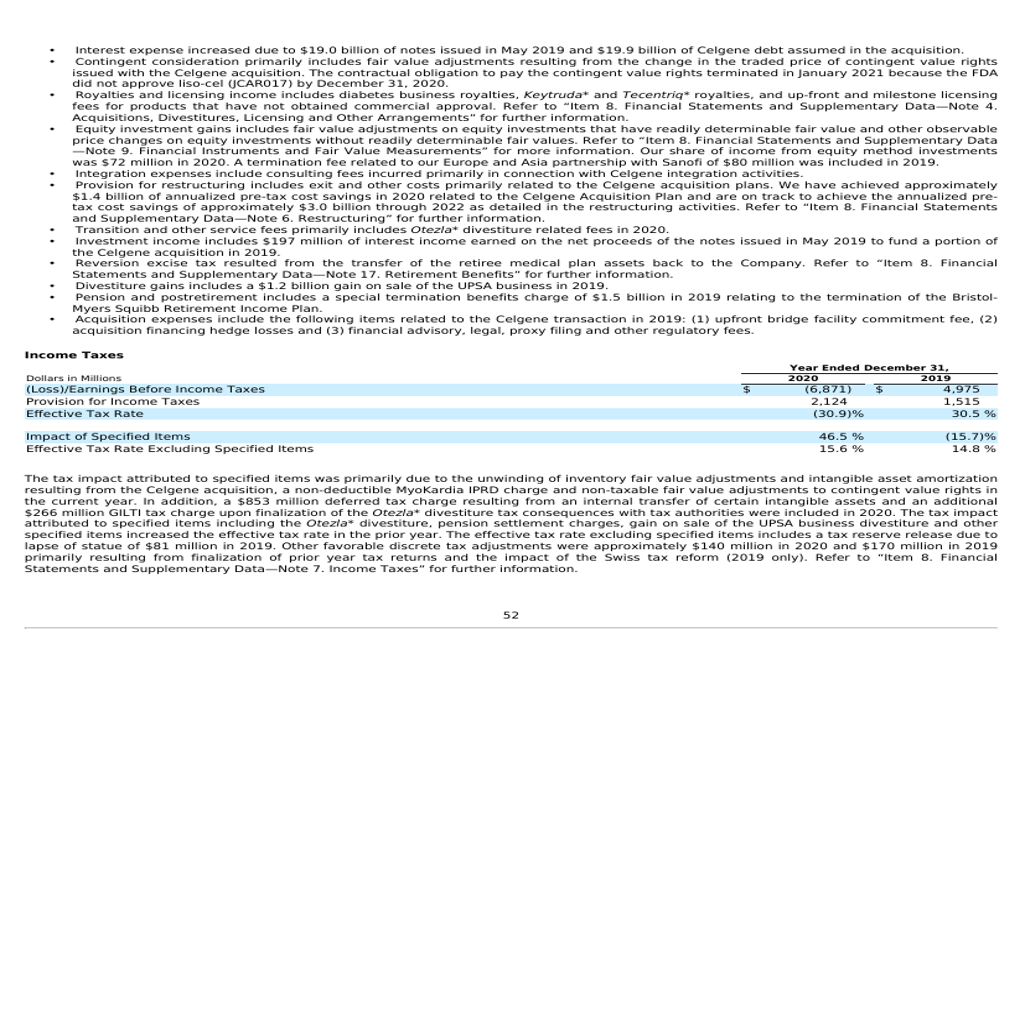 • Interest expense increased due to $19.0 billion of notes issued in May 2019 and $19.9 billion of Celgene debt assumed in the acquisition.
• Contingent consideration primarily includes fair value adjustments resulting from the change in the traded price of contingent value rights
issued with the Celgene acquisition. The contractual obligation to pay the contingent value rights terminated in January 2021 because the FDA
did not approve liso-cel (JCAR017) by December 31, 2020.
• Royalties and licensing income includes diabetes business royalties, Keytruda* and Tecentriq* royalties, and up-front and milestone licensing
fees for products that have not obtained commercial approval. Refer to “Item 8. Financial Statements and Supplementary Data—Note 4.
Acquisitions, Divestitures, Licensing and Other Arrangements” for further information.
• Equity investment gains includes fair value adjustments on equity investments that have readily determinable fair value and other observable
price changes on equity investments without readily determinable fair values. Refer to “Item 8. Financial Statements and Supplementary Data
—Note 9. Financial Instruments and Fair Value Measurements” for more information. Our share of income from equity method investments
was $72 million in 2020. A termination fee related to our Europe and Asia partnership with Sanofi of $80 million was included in 2019.
• Integration expenses include consulting fees incurred primarily in connection with Celgene integration activities.
• Provision for restructuring includes exit and other costs primarily related to the Celgene acquisition plans. We have achieved approximately
$1.4 billion of annualized pre-tax cost savings in 2020 related to the Celgene Acquisition Plan and are on track to achieve the annualized pre-
tax cost savings of approximately $3.0 billion through 2022 as detailed in the restructuring activities. Refer to “Item 8. Financial Statements
and Supplementary Data—Note 6. Restructuring” for further information.
• Transition and other service fees primarily includes Otezla* divestiture related fees in 2020.
• Investment income includes $197 million of interest income earned on the net proceeds of the notes issued in May 2019 to fund a portion of
the Celgene acquisition in 2019.
• Reversion excise tax resulted from the transfer of the retiree medical plan assets back to the Company. Refer to “Item 8. Financial
Statements and Supplementary Data—Note 17. Retirement Benefits” for further information.
• Divestiture gains includes a $1.2 billion gain on sale of the UPSA business in 2019.
• Pension and postretirement includes a special termination benefits charge of $1.5 billion in 2019 relating to the termination of the Bristol-
Myers Squibb Retirement Income Plan.
• Acquisition expenses include the following items related to the Celgene transaction in 2019: (1) upfront bridge facility commitment fee, (2)
acquisition financing hedge losses and (3) financial advisory, legal, proxy filing and other regulatory fees.
Income Taxes
Year Ended December 31,
Dollars in Millions 2020 2019
(Loss)/Earnings Before Income Taxes $ (6,871) $ 4,975
Provision for Income Taxes 2,124 1,515
Effective Tax Rate (30.9)% 30.5 %
Impact of Specified Items 46.5 % (15.7)%
Effective Tax Rate Excluding Specified Items 15.6 % 14.8 %
The tax impact attributed to specified items was primarily due to the unwinding of inventory fair value adjustments and intangible asset amortization
resulting from the Celgene acquisition, a non-deductible MyoKardia IPRD charge and non-taxable fair value adjustments to contingent value rights in
the current year. In addition, a $853 million deferred tax charge resulting from an internal transfer of certain intangible assets and an additional
$266 million GILTI tax charge upon finalization of the Otezla* divestiture tax consequences with tax authorities were included in 2020. The tax impact
attributed to specified items including the Otezla* divestiture, pension settlement charges, gain on sale of the UPSA business divestiture and other
specified items increased the effective tax rate in the prior year. The effective tax rate excluding specified items includes a tax reserve release due to
lapse of statue of $81 million in 2019. Other favorable discrete tax adjustments were approximately $140 million in 2020 and $170 million in 2019
primarily resulting from finalization of prior year tax returns and the impact of the Swiss tax reform (2019 only). Refer to “Item 8. Financial
Statements and Supplementary Data—Note 7. Income Taxes” for further information.
52